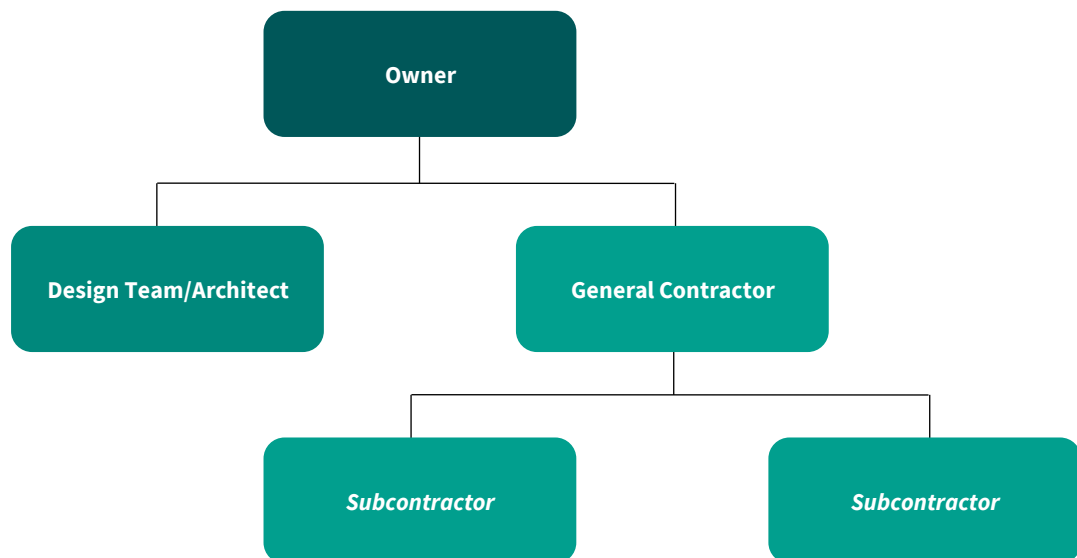 Owner
Design Team/Architect
General Contractor
Subcontractor
Subcontractor